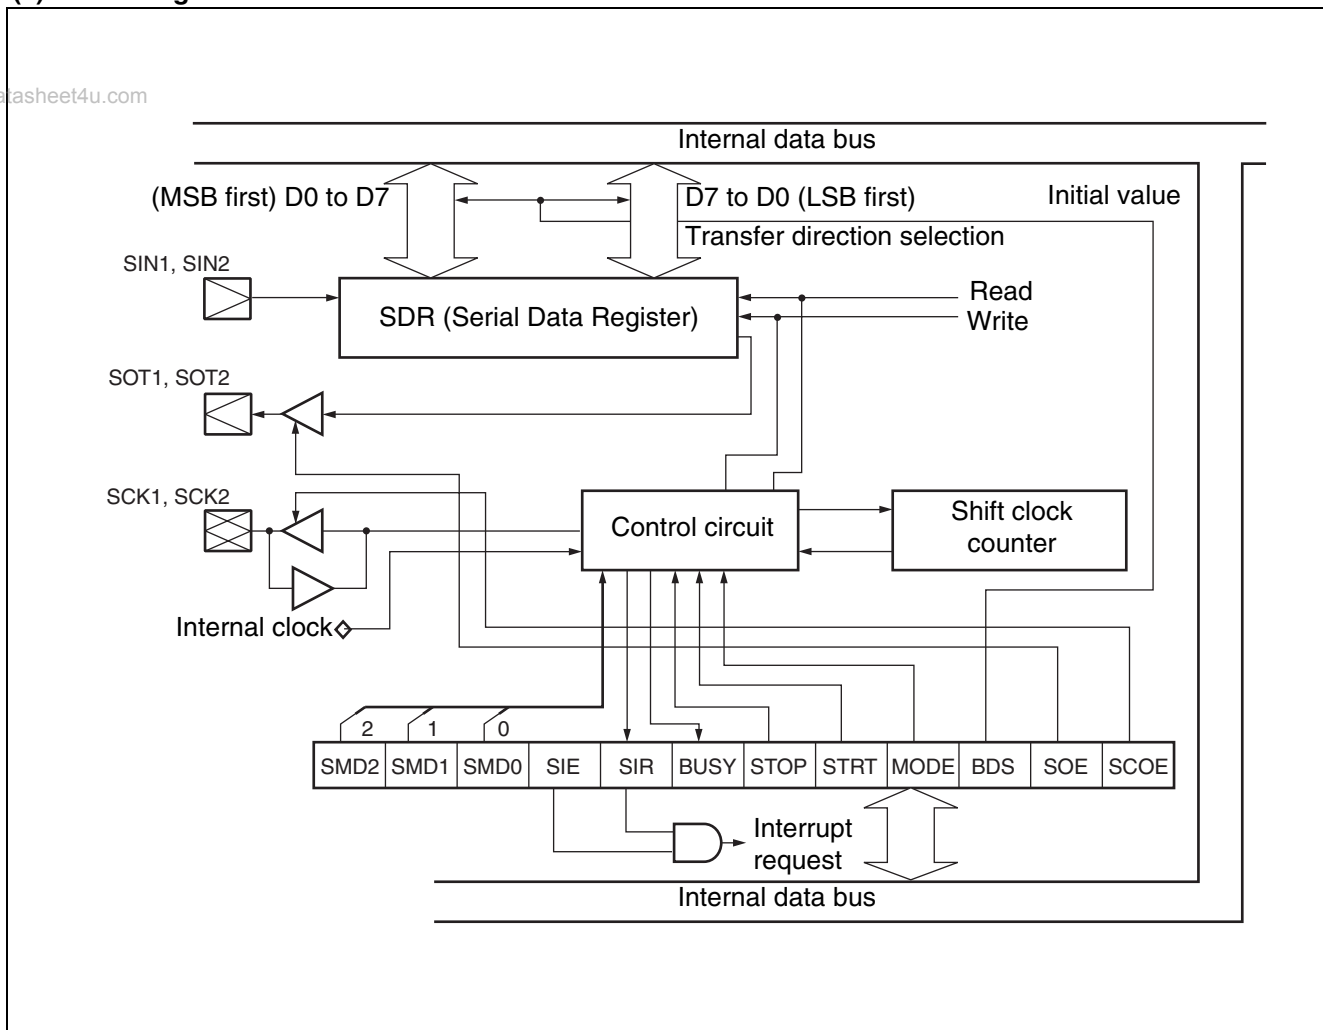 atasheet4u.com
Internal data bus
(MSB first) D0 to D7
D7 to D0 (LSB first)
Initial value
Transfer direction selection
SIN1, SIN2
SDR (Serial Data Register)
Read
Write
SOT1, SOT2
SCK1, SCK2
Control circuit
Shift clock
counter
Internal clock
2 1 0
SMD2 SMD1 SMD0 SIE SIR BUSY STOP STRT MODE BDS SOE SCOE
Interrupt
request
Internal data bus